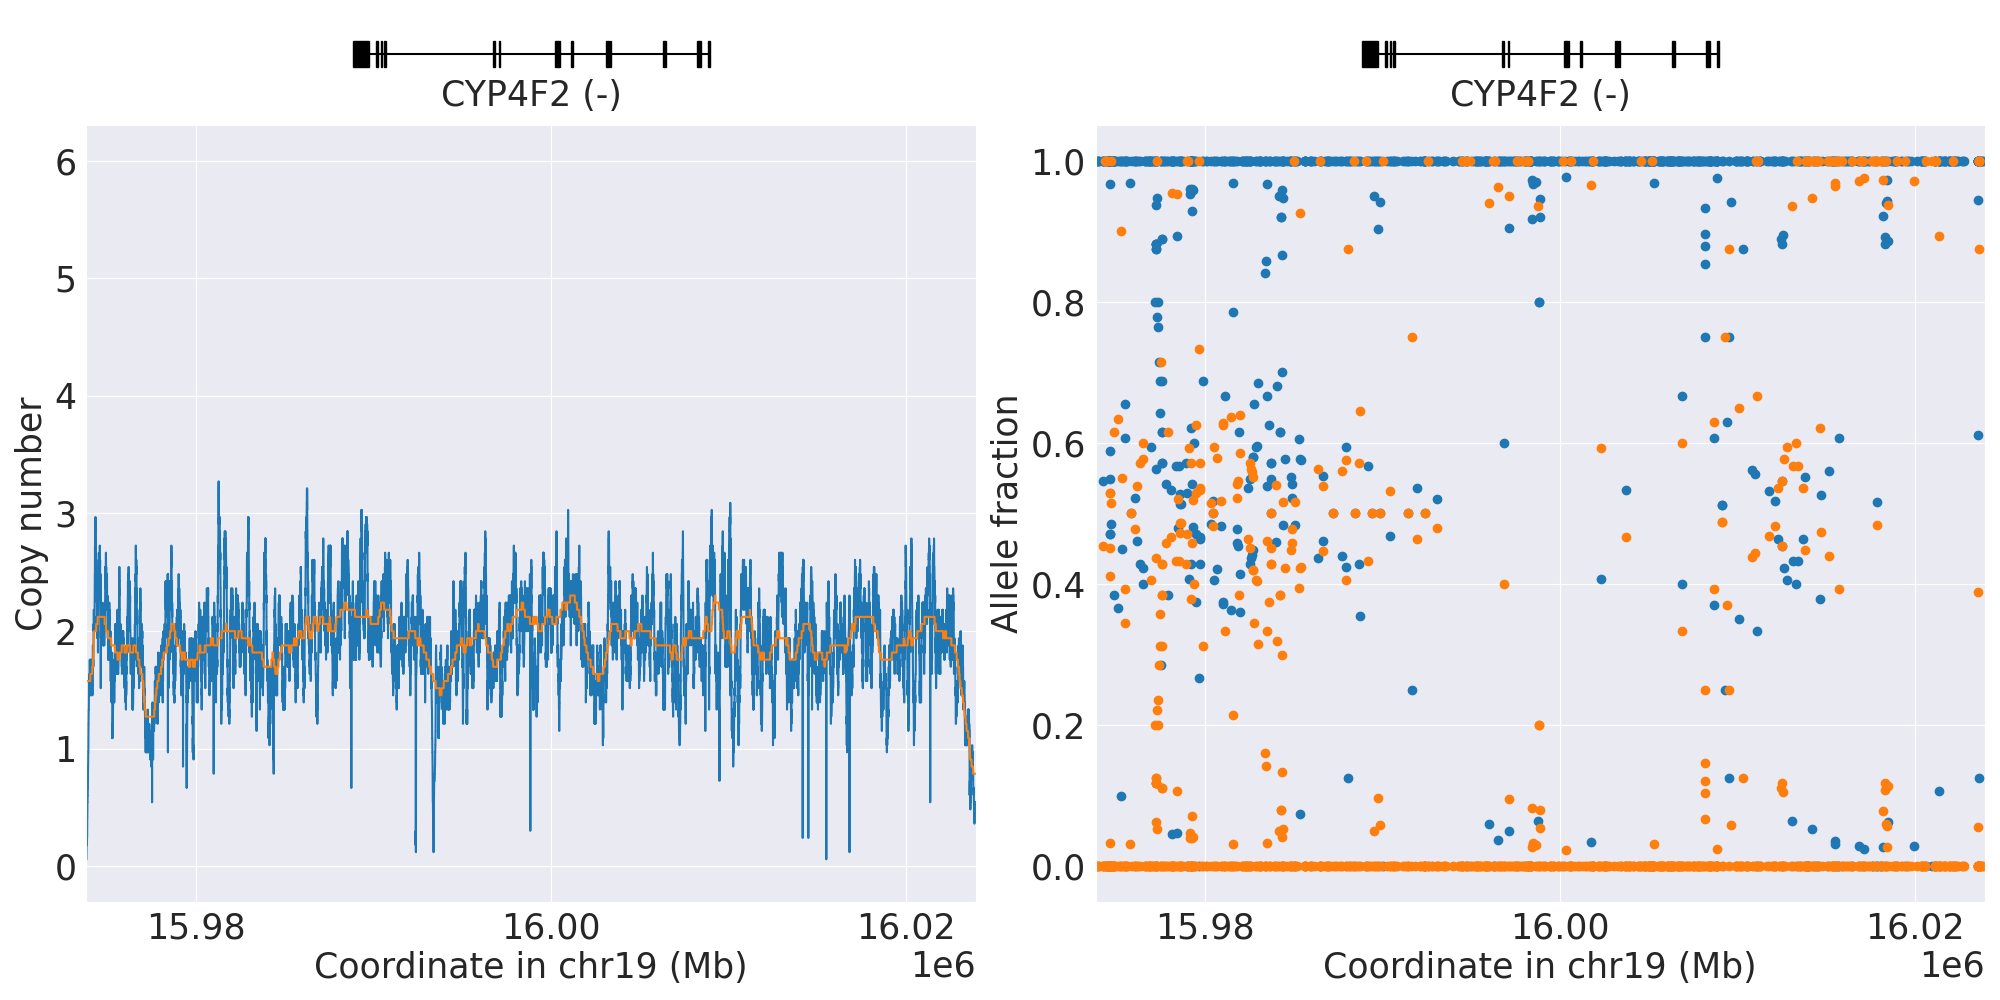 CYP4F2 (-)
6
5
4
3
2
1
0
Copy number
15.98
16.00
16.02
Coordinate in chr19 (Mb)
1e6
CYP4F2 (-)
1.0
0.8
0.6
0.4
0.2
0.0
Allele fraction
15.98
16.00
16.02
Coordinate in chr19 (Mb)
1e6